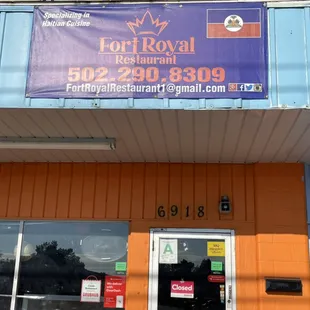 Specializing in
Haitian Cuisine
Fort Royal
Restaurant
502.290.8309
FortRoyalRestaurant1@gmail.com
6918
A
Closed